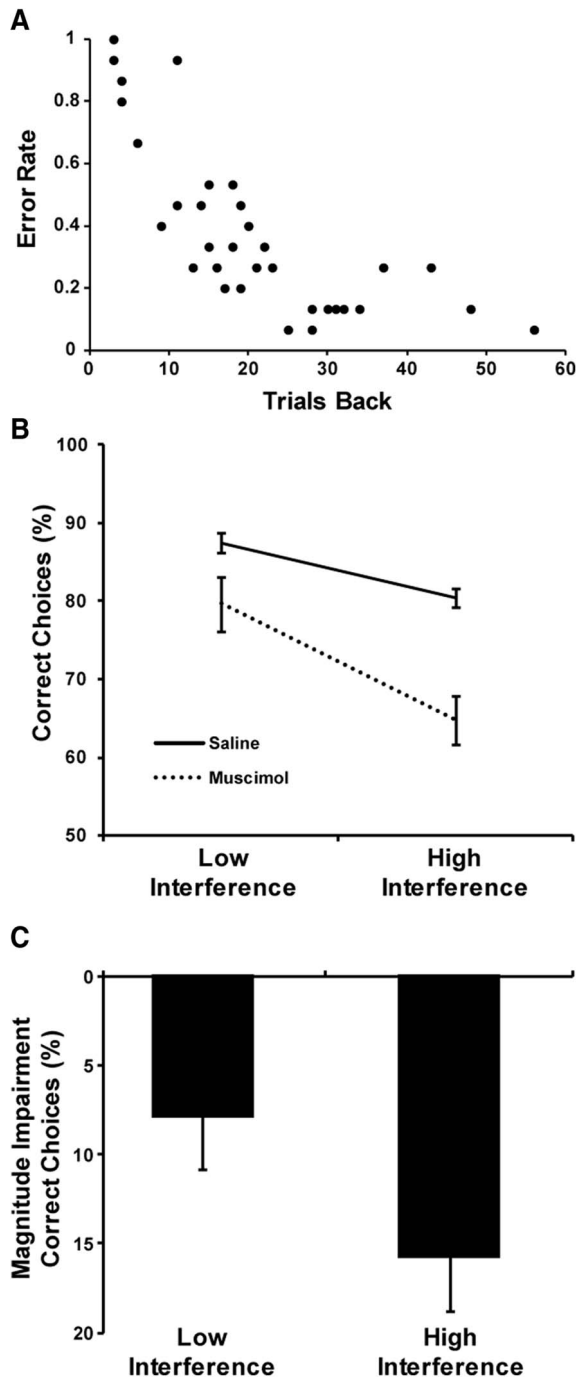 A
Error Rate
1
0.8
0.6
0.4
0.2
0
0 10 20 30 40 50 60
Trials Back
B
Correct Choices (%)
100
90
80
70
60
50
Saline
Muscimol
Low Interference
High Interference
C
Magnitude Impairment
Correct Choices (%)
0
5
10
15
20
Low Interference
High Interference